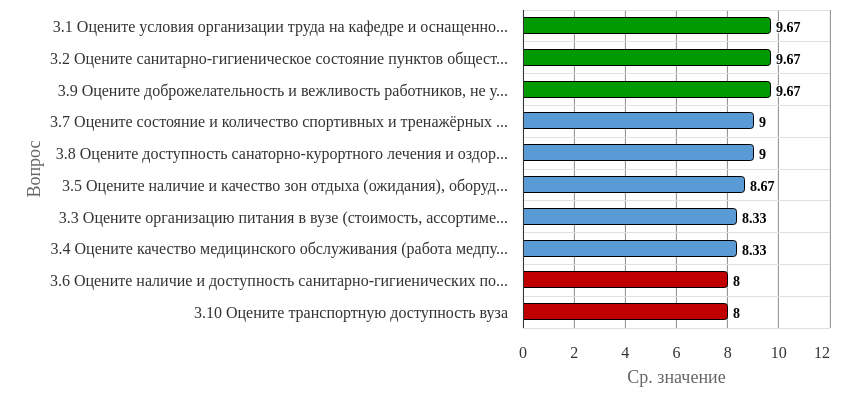 3.1 Оцените условия организации труда на кафедре и оснащенно... 9.67
3.2 Оцените санитарно-гигиеническое состояние пунктов общест... 9.67
3.9 Оцените доброжелательность и вежливость работников, не у... 9.67
3.7 Оцените состояние и количество спортивных и тренажёрных ... 9
3.8 Оцените доступность санаторно-курортного лечения и оздор... 9
3.5 Оцените наличие и качество зон отдыха (ожидания), оборуд... 8.67
3.3 Оцените организацию питания в вузе (стоимость, ассортиме... 8.33
3.4 Оцените качество медицинского обслуживания (работа медпу... 8.33
3.6 Оцените наличие и доступность санитарно-гигиенических по... 8
3.10 Оцените транспортную доступность вуза 8
Вопрос
0 2 4 6 8 10 12
Ср. значение